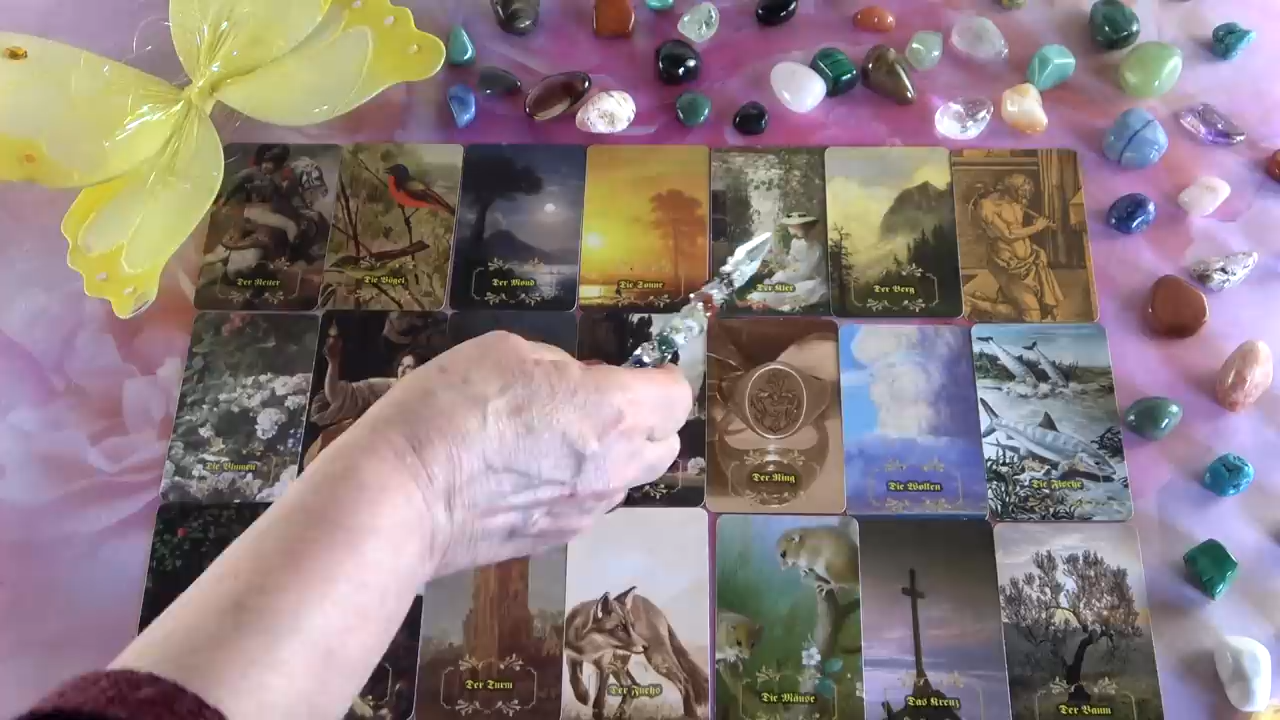 Der Reiter
Die Vögel
Der Mond
Die Sonne
Der Klee
Der Berg
Die Blumen
Der Ring
Die Wolken
Die Fische
Der Turm
Der Fuchs
Die Mäuse
Das Kreuz
Der Baum